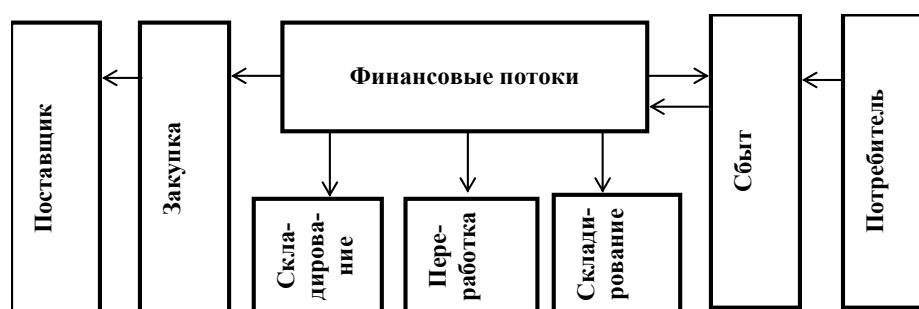 Поставщик
Закупка
Финансовые потоки
Скла-
дирова-
ние
Пере-
работка
Склади-
рование
Сбыт
Потребитель